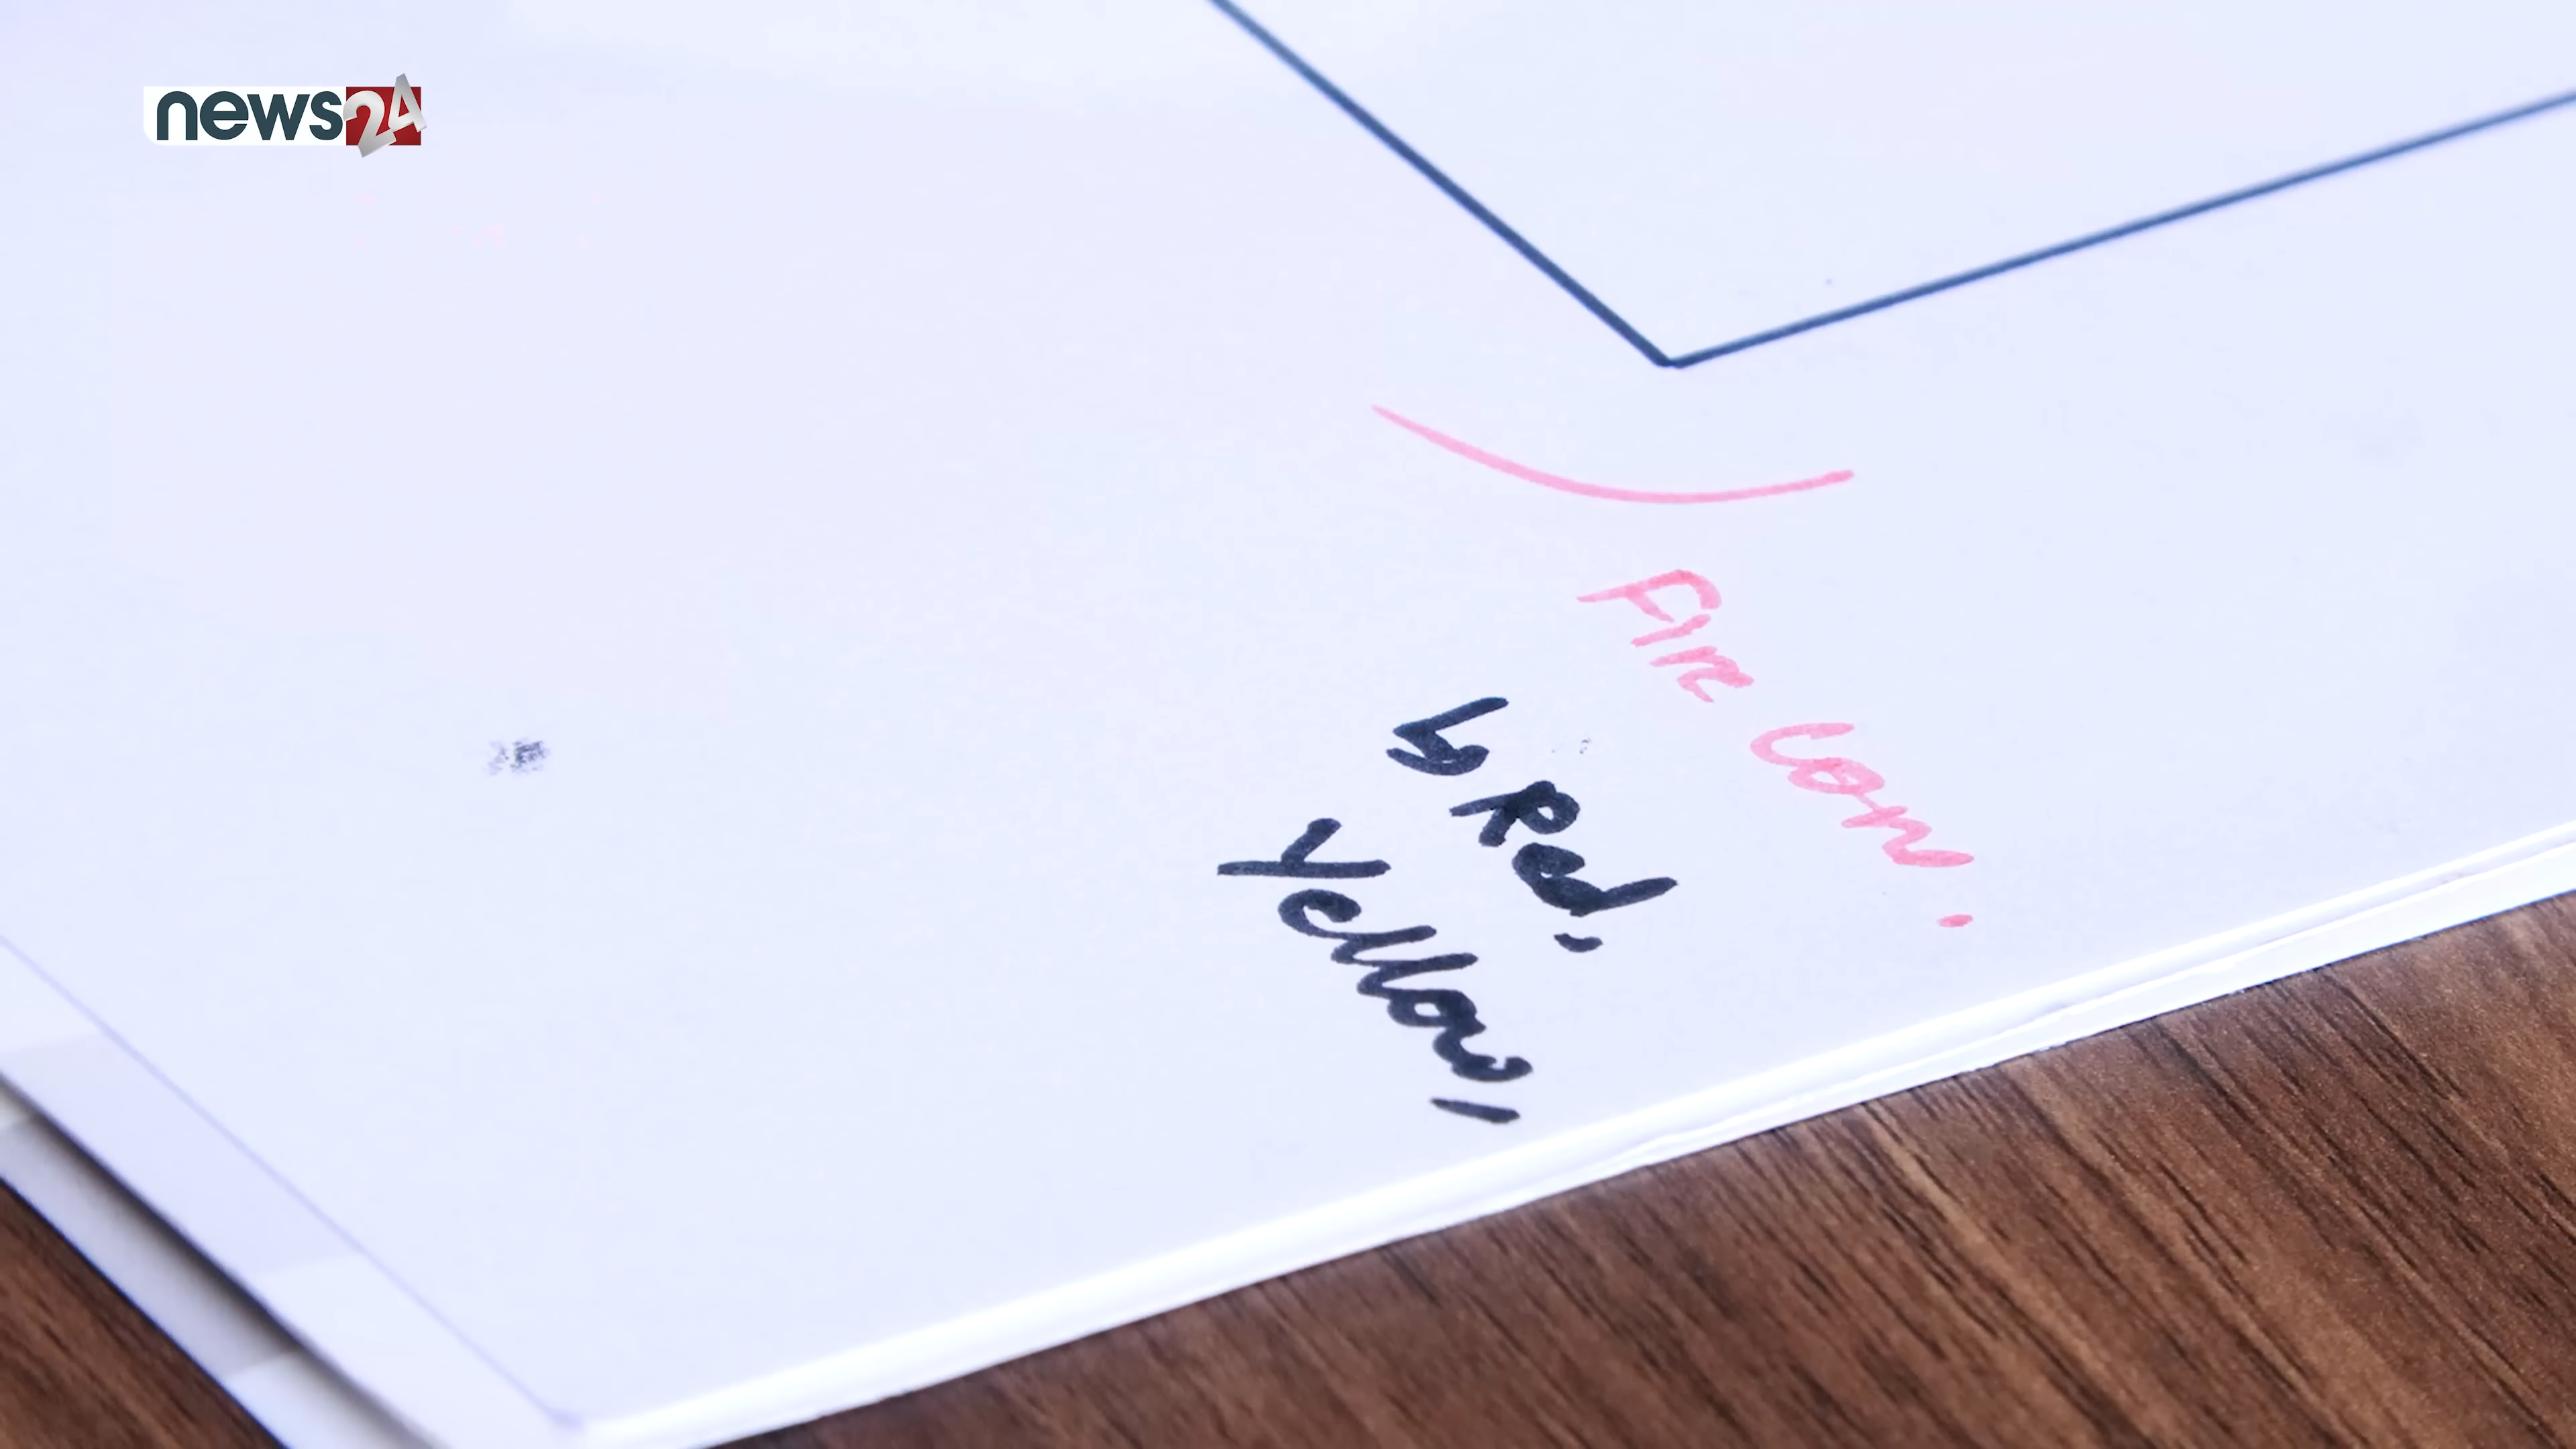 news24
Fire Con.
↳ Red,
Yellow,